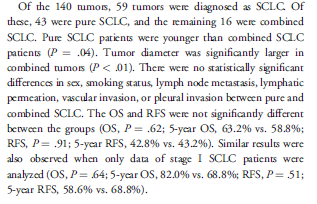 Of the 140 tumors, 59 tumors were diagnosed as SCLC. Of
these, 43 were pure SCLC, and the remaining 16 were combined
SCLC. Pure SCLC patients were younger than combined SCLC
patients (P = .04). Tumor diameter was significantly larger in
combined tumors (P < .01). There were no statistically significant
differences in sex, smoking status, lymph node metastasis, lymphatic
permeation, vascular invasion, or pleural invasion between pure and
combined SCLC. The OS and RFS were not significantly different
between the groups (OS, P = .62; 5-year OS, 63.2% vs. 58.8%;
RFS, P = .91; 5-year RFS, 42.8% vs. 43.2%). Similar results were
also observed when only data of stage I SCLC patients were
analyzed (OS, P = .64; 5-year OS, 82.0% vs. 68.8%; RFS, P = .51;
5-year RFS, 58.6% vs. 68.8%).